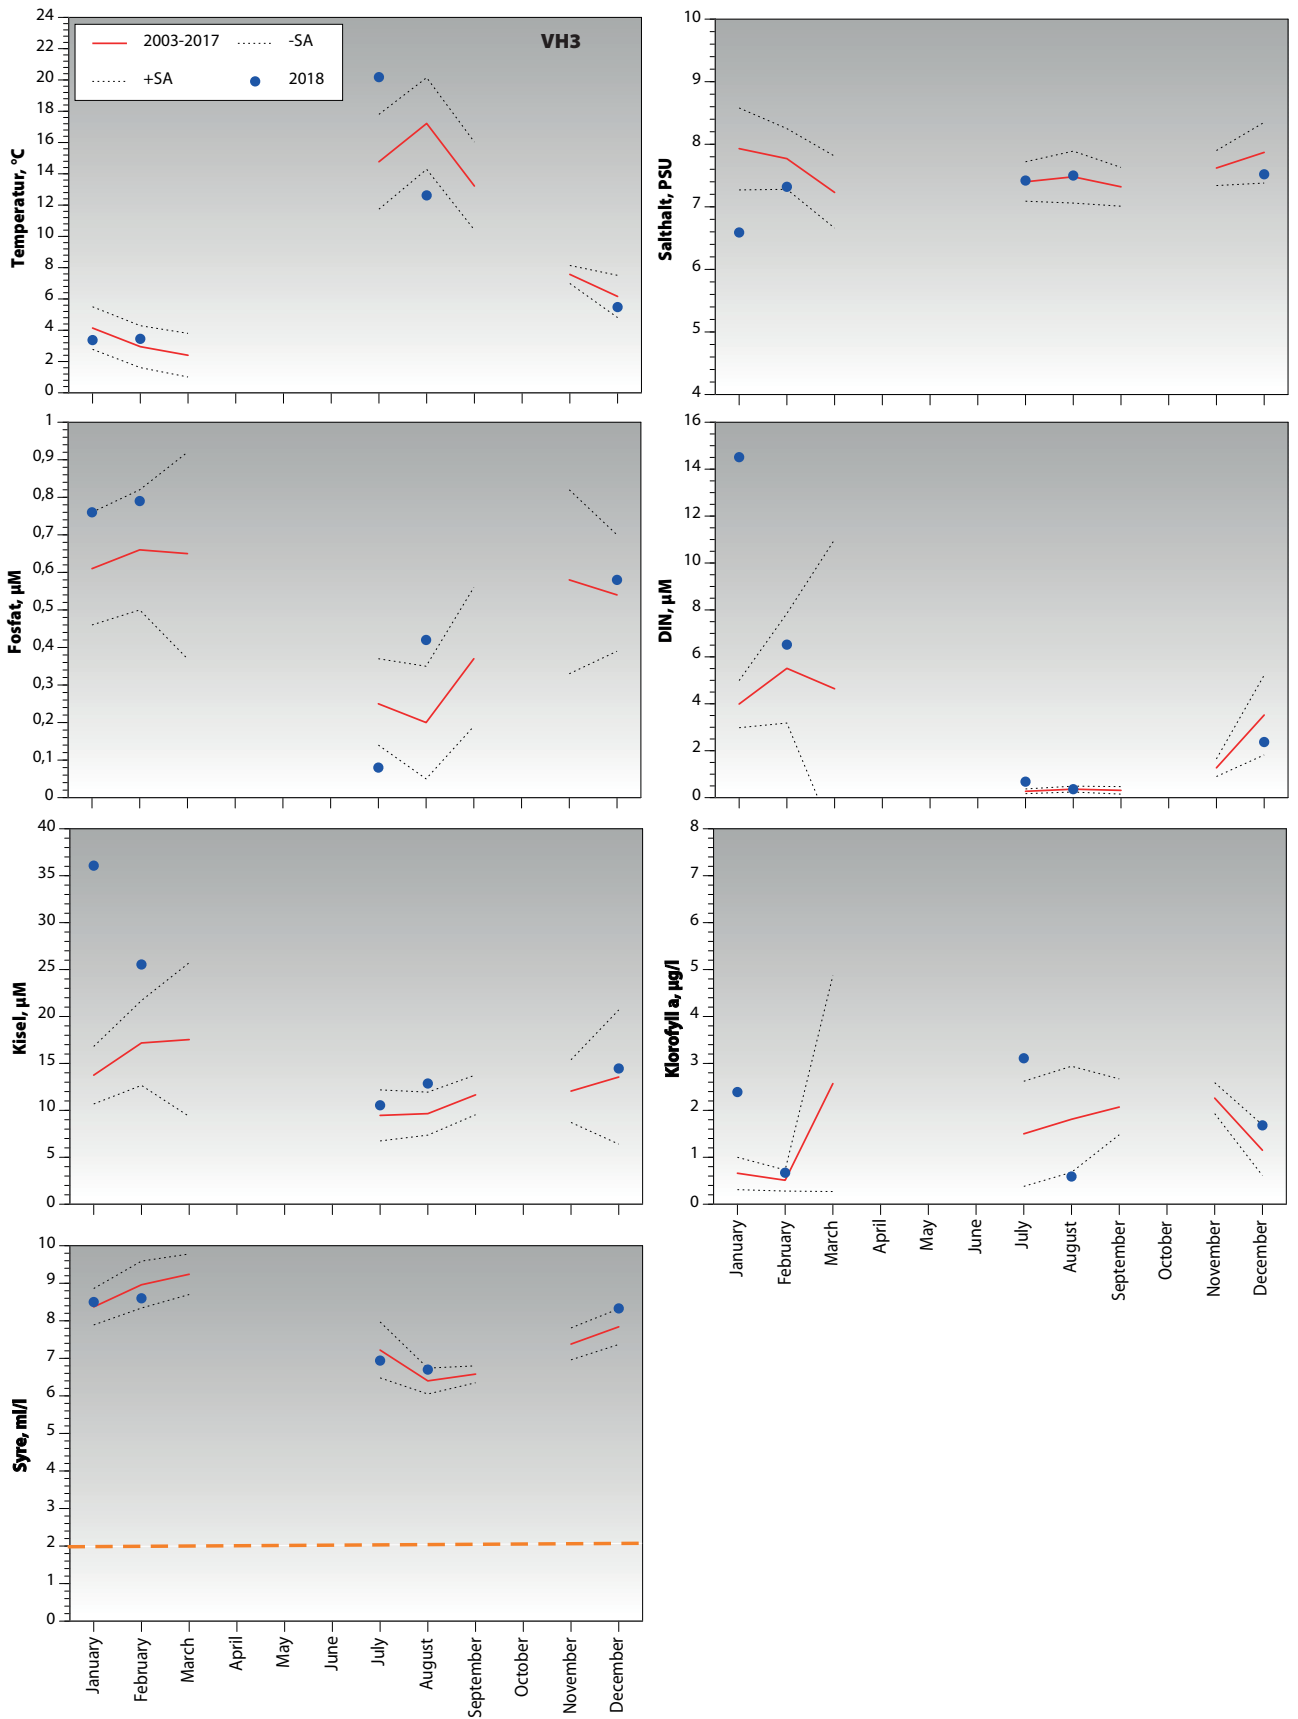 2003-2017
-SA
+SA
2018
VH3
Temperatur, °C
24
22
20
18
16
14
12
10
8
6
4
2
0
Salthalt, PSU
10
9
8
7
6
5
4
Fosfat, µM
1
0,9
0,8
0,7
0,6
0,5
0,4
0,3
0,2
0,1
0
DIN, µM
16
14
12
10
8
6
4
2
0
Kisel, µM
40
35
30
25
20
15
10
5
0
Klorofyll a, µg/l
8
7
6
5
4
3
2
1
0
January
February
March
April
May
June
July
August
September
October
November
December
Syre, ml/l
10
9
8
7
6
5
4
3
2
1
0
January
February
March
April
May
June
July
August
September
October
November
December